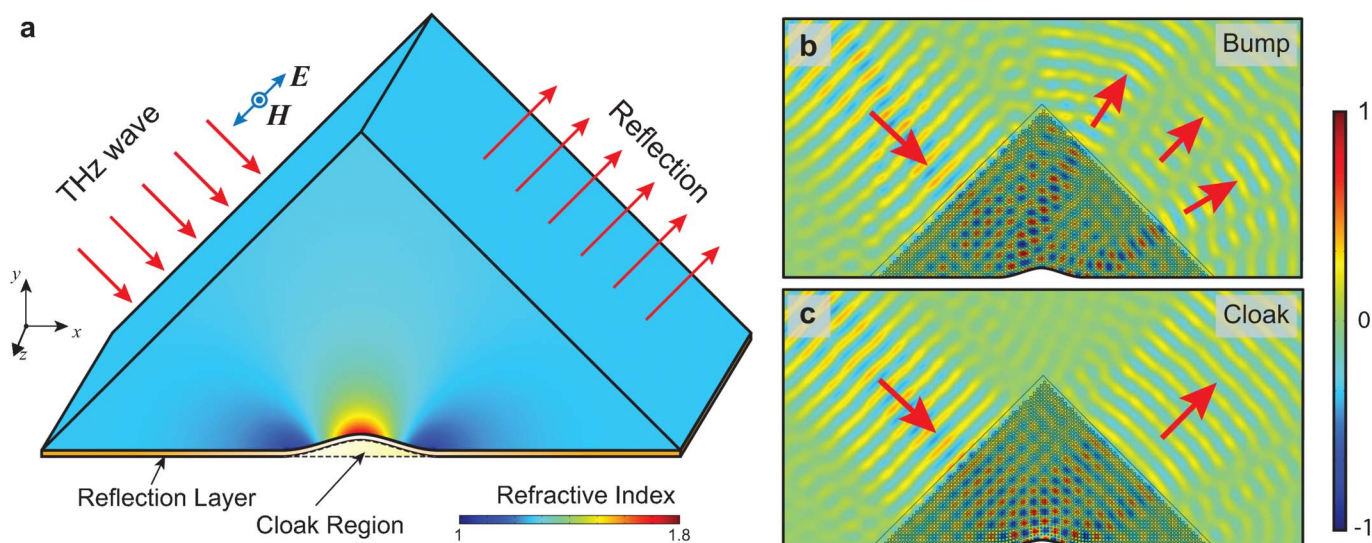 a
THz wave
E
H
Reflection
y
x
z
Reflection Layer
Cloak Region
Refractive Index
1
1.8
b
Bump
c
Cloak
1
0
-1